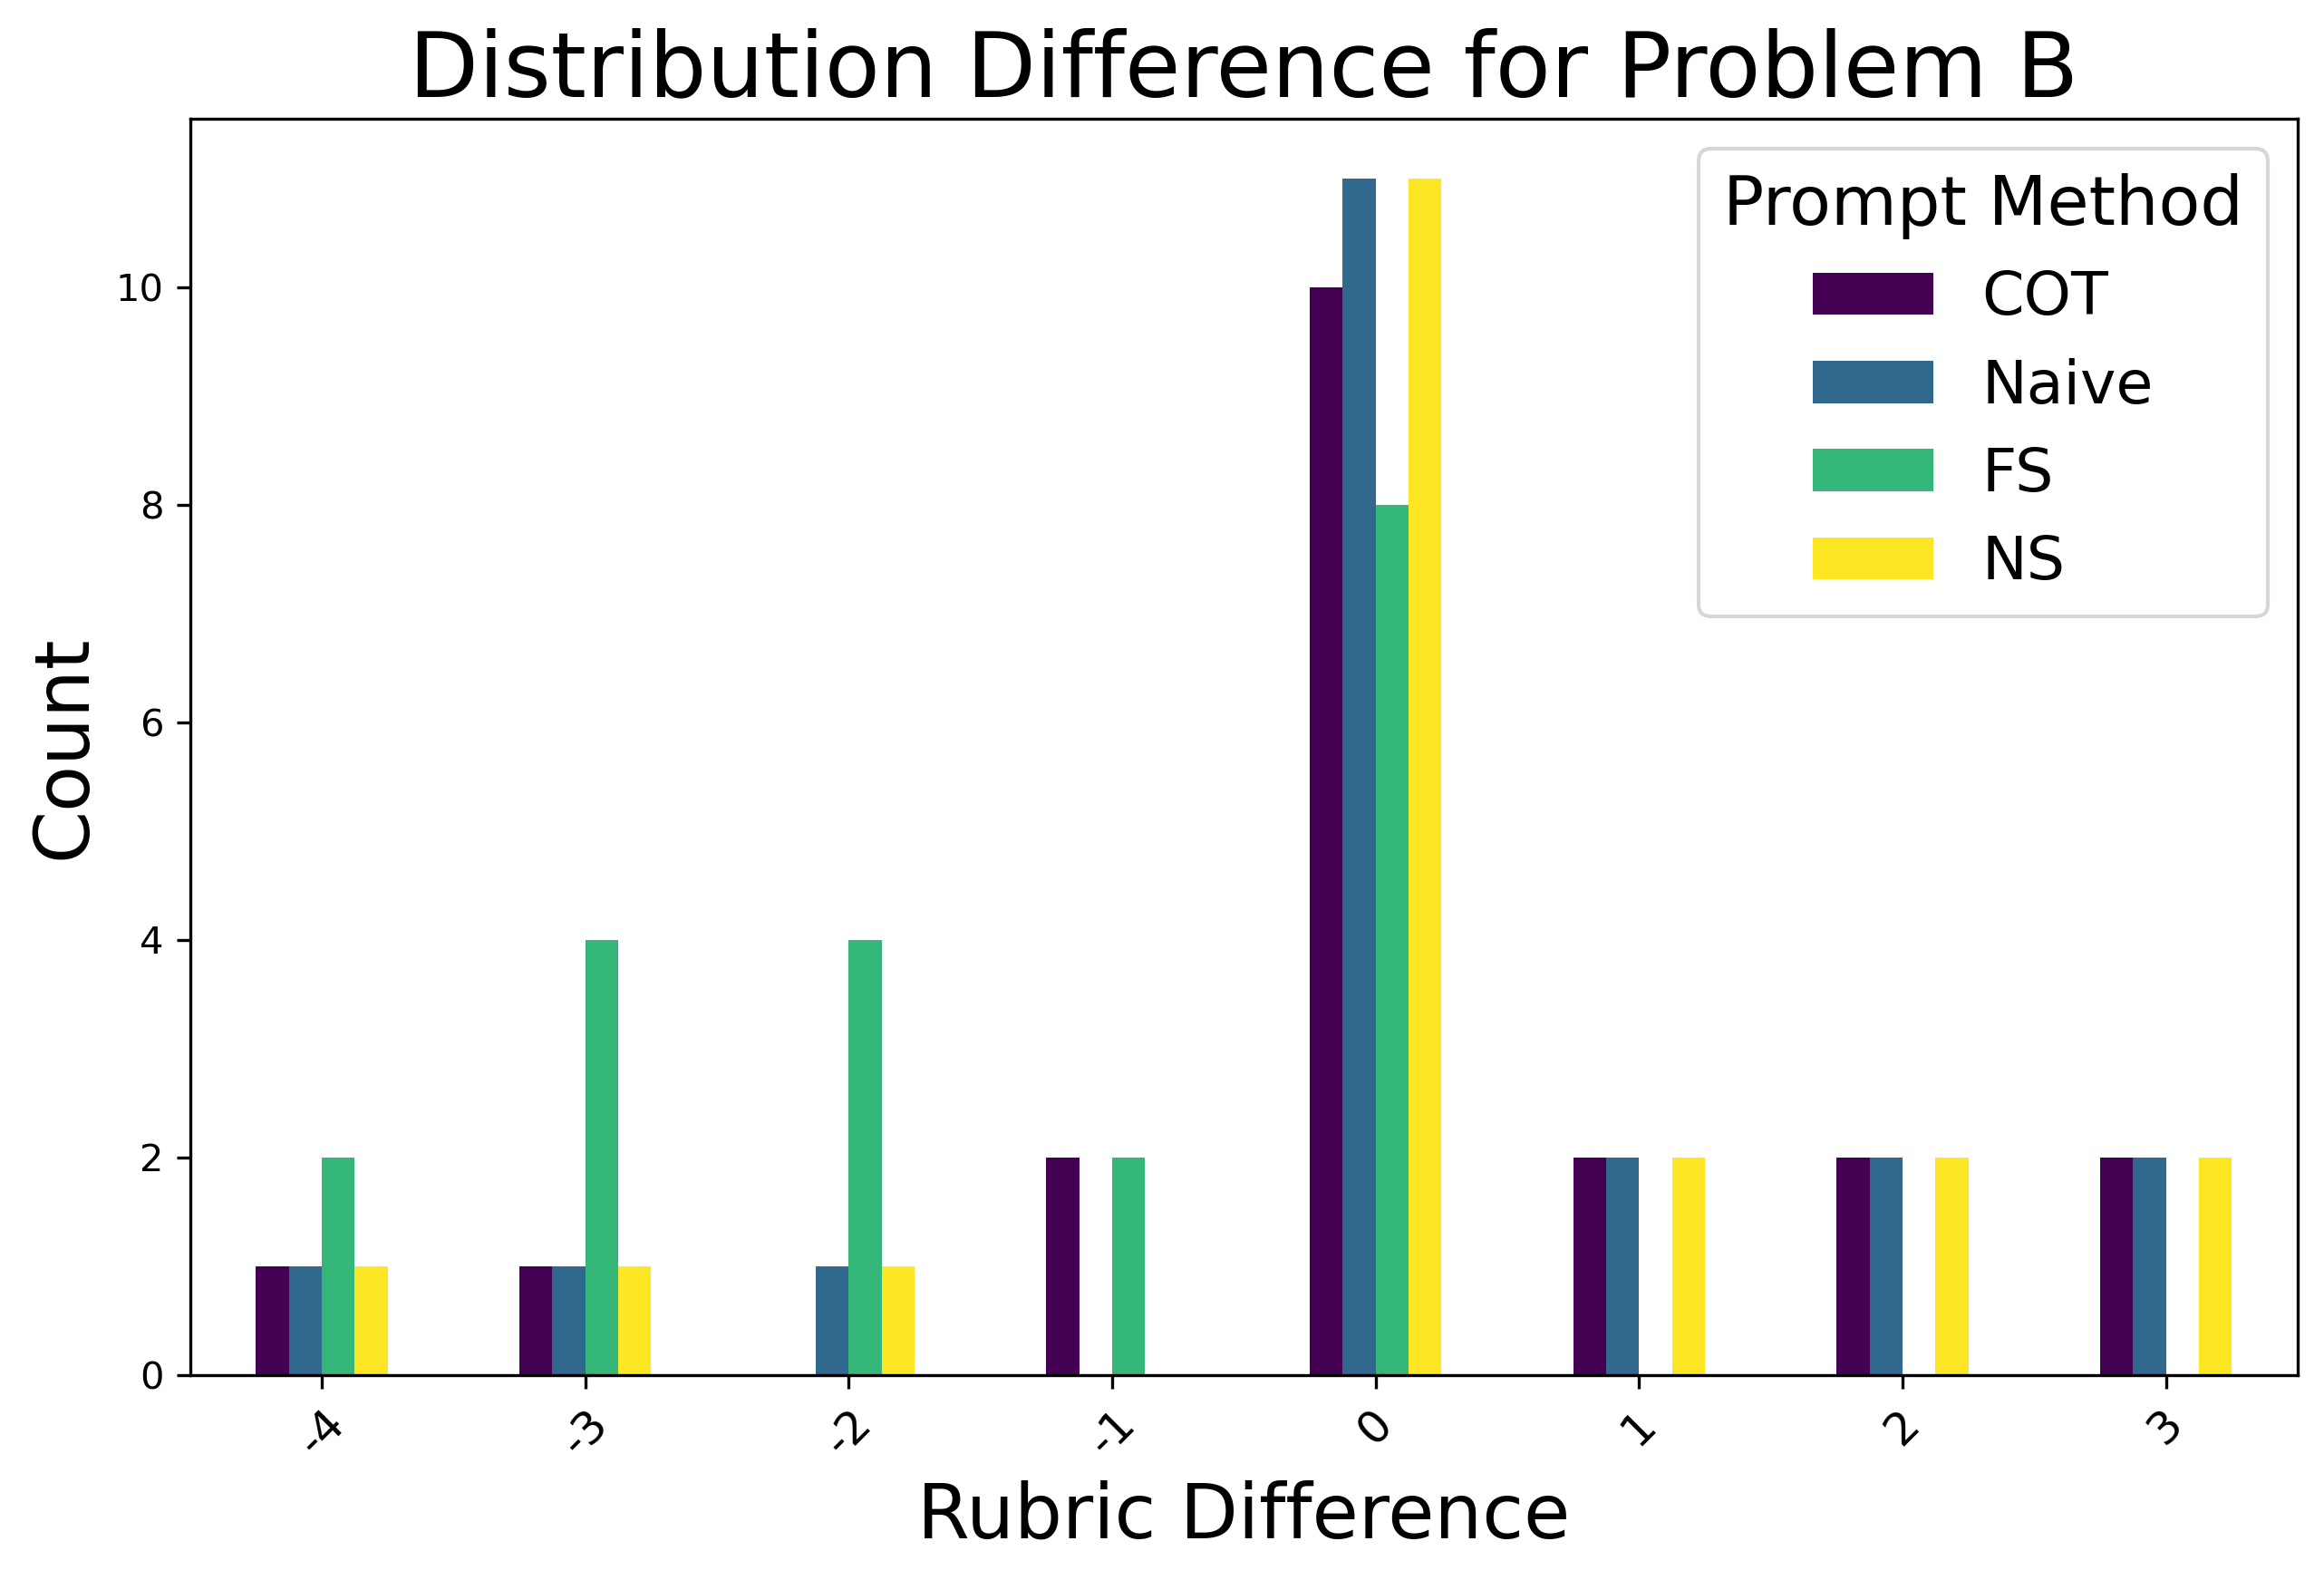 Distribution Difference for Problem B
Prompt Method
COT
Naive
FS
NS
Count
10
8
6
4
2
0
-4 -3 -2 -1 0 1 2 3
Rubric Difference